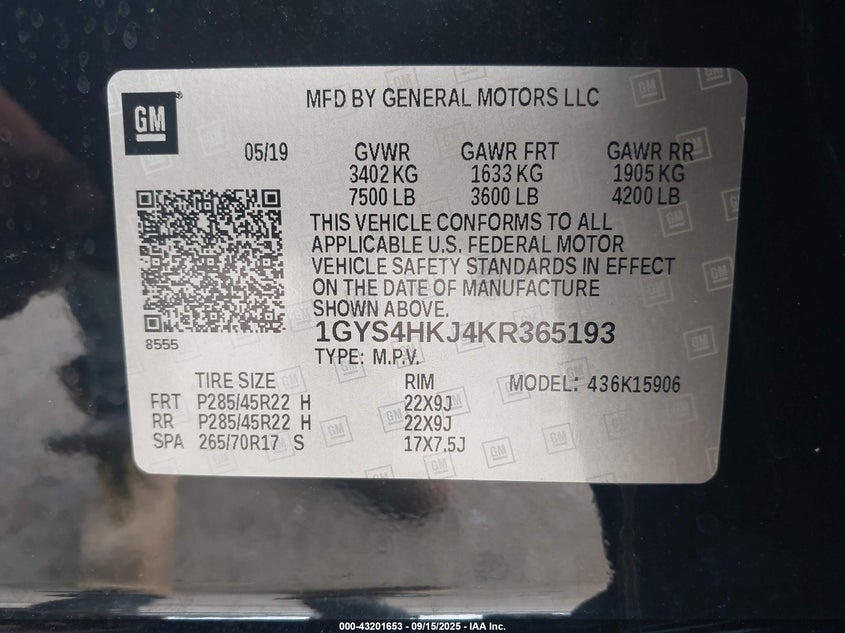 GM
MFD BY GENERAL MOTORS LLC
05/19 GVWR GAWR FRT GAWR RR
3402 KG 1633 KG 1905 KG
7500 LB 3600 LB 4200 LB
THIS VEHICLE CONFORMS TO ALL
APPLICABLE U.S. FEDERAL MOTOR
VEHICLE SAFETY STANDARDS IN EFFECT
ON THE DATE OF MANUFACTURE
SHOWN ABOVE.
8555
1GYS4HKJ4KR365193
TYPE: M.P.V.
TIRE SIZE RIM MODEL: 436K15906
FRT P285/45R22 H 22X9J
RR P285/45R22 H 22X9J
SPA 265/70R17 S 17X7.5J
000-43201653 - 09/15/2025 - IAA Inc.